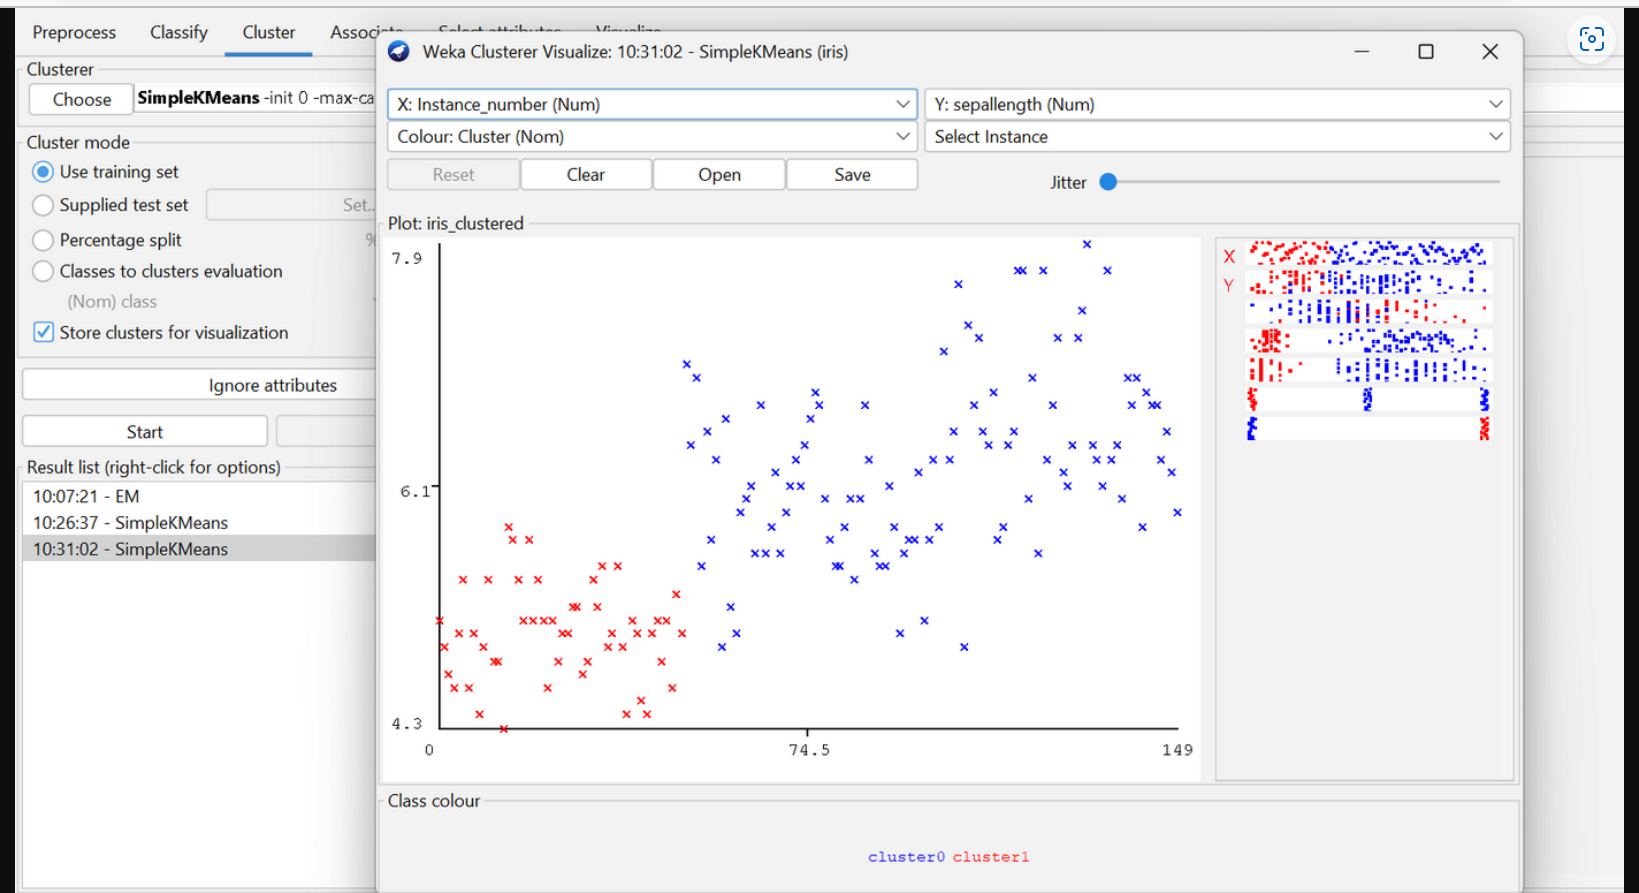 Preprocess Classify Cluster Associate Select attributes Visualize
Clusterer
Choose SimpleKMeans -init 0 -max-ca
Cluster mode
Use training set
Supplied test set Set..
Percentage split %
Classes to clusters evaluation
(Nom) class
Store clusters for visualization
Ignore attributes
Start
Result list (right-click for options)
10:07:21 - EM
10:26:37 - SimpleKMeans
10:31:02 - SimpleKMeans
Weka Clusterer Visualize: 10:31:02 - SimpleKMeans (iris)
X: Instance_number (Num) Y: sepallength (Num)
Colour: Cluster (Nom) Select Instance
Reset Clear Open Save Jitter
Plot: iris_clustered
7.9
6.1
4.3
0 74.5 149
X
Y
Class colour
cluster0 cluster1